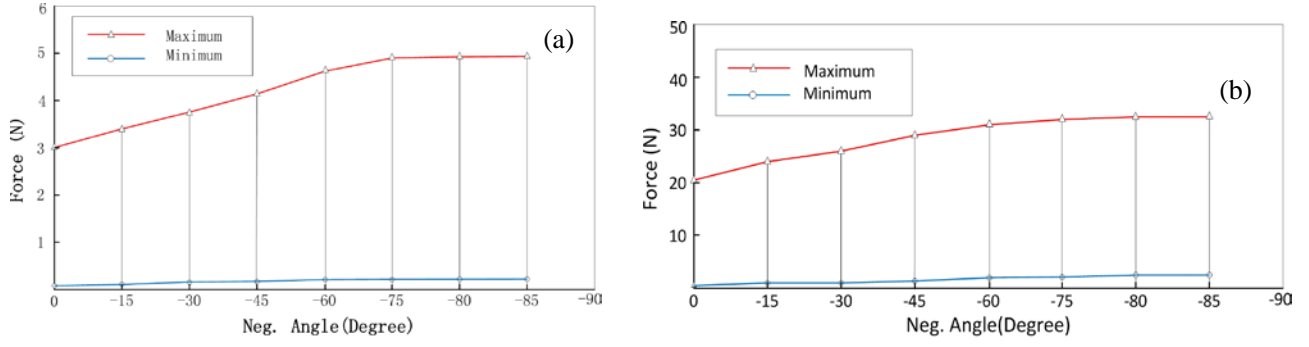 6
Maximum
Minimum
(a)
5
4
3
2
1
Force (N)
0 -15 -30 -45 -60 -75 -80 -85 -90
Neg. Angle(Degree)
50
40
30
20
10
Maximum
Minimum
(b)
Force (N)
0 -15 -30 -45 -60 -75 -80 -85 -90
Neg. Angle(Degree)